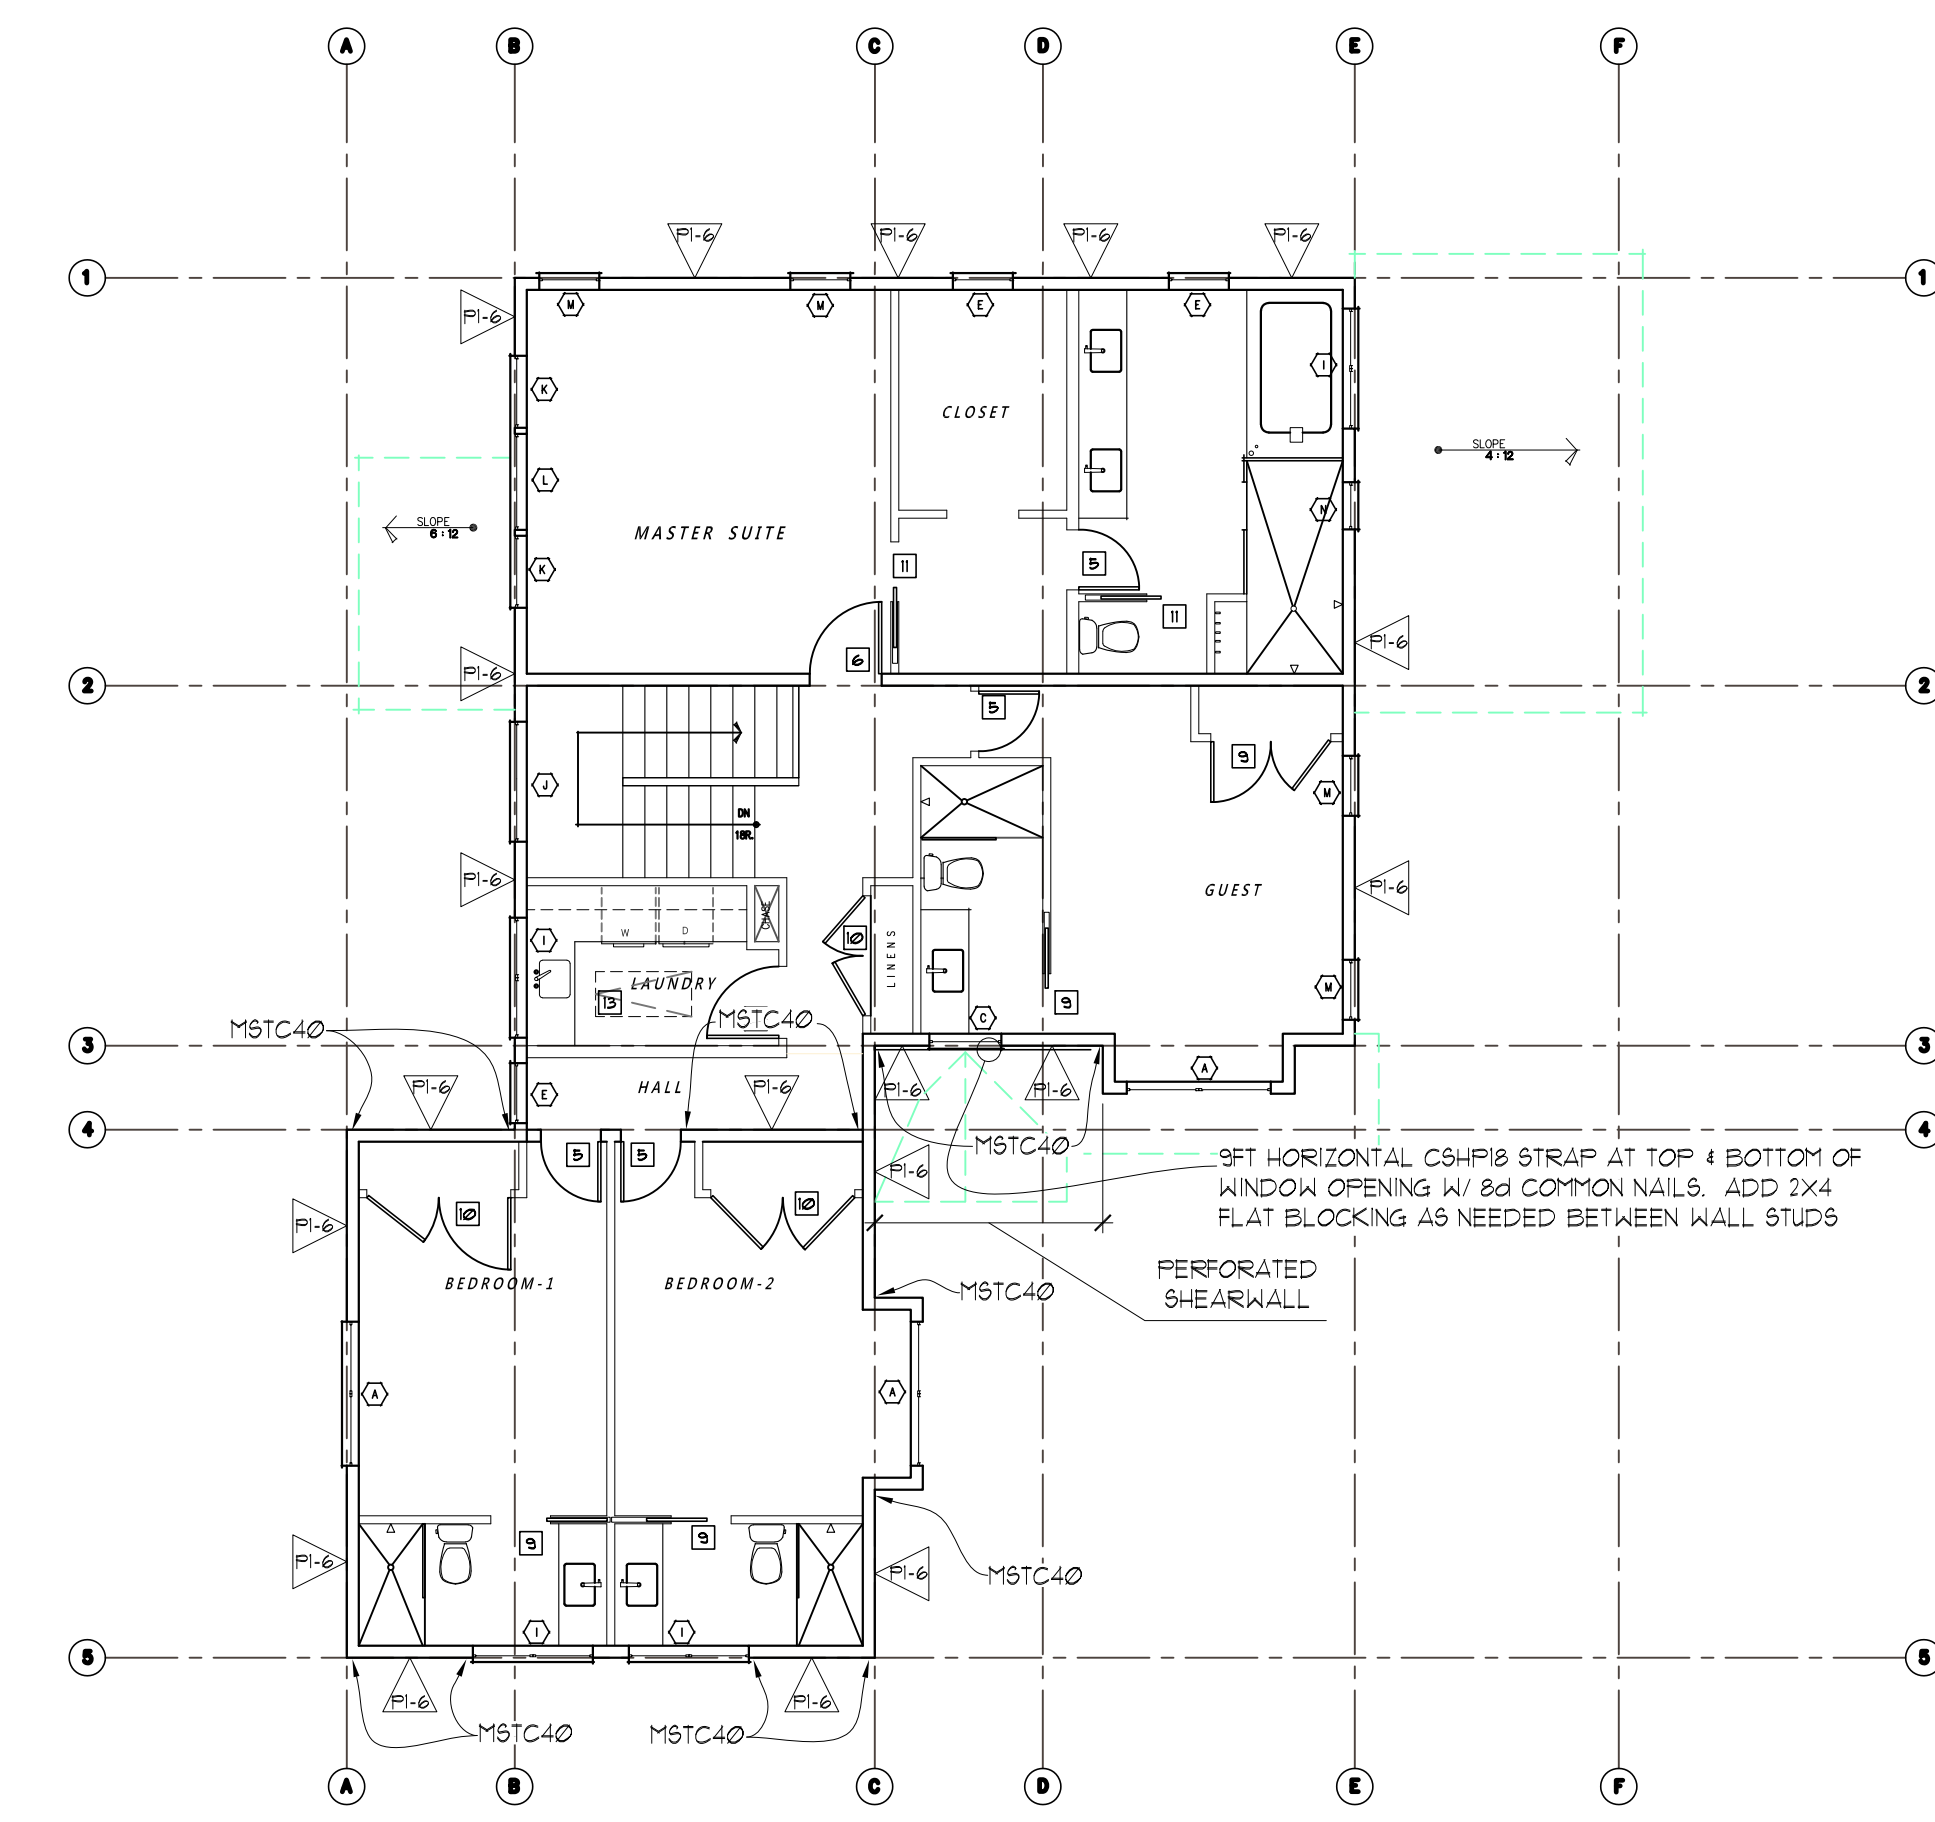 A B C D E F
P1-6 P1-6 P1-6 P1-6
1 1
M M E E
P1-6
I
K
CLOSET
SLOPE
4 : 12
L
N
SLOPE
6 : 12
MASTER SUITE
K
11
5
11
P1-6
6
P1-6
2 2
5
9
J
M
DN
18R.
P1-6
GUEST
P1-6
CHASE
W D
I
10
LINENS
LAUNDRY
13
M
9
MSTC40
MSTC40
C
3 3
HALL
A
P1-6 P1-6 P1-6 P1-6
E
4 4
MSTC40
5 5
P1-6
9FT HORIZONTAL CSHP18 STRAP AT TOP & BOTTOM OF
WINDOW OPENING W/ 8d COMMON NAILS. ADD 2X4
FLAT BLOCKING AS NEEDED BETWEEN WALL STUDS
10 10
P1-6
PERFORATED
SHEARWALL
BEDROOM-1 BEDROOM-2
MSTC40
A A
9 9
P1-6
P1-6
MSTC40
I I
5 5
P1-6 P1-6
MSTC40 MSTC40
A B C D E F